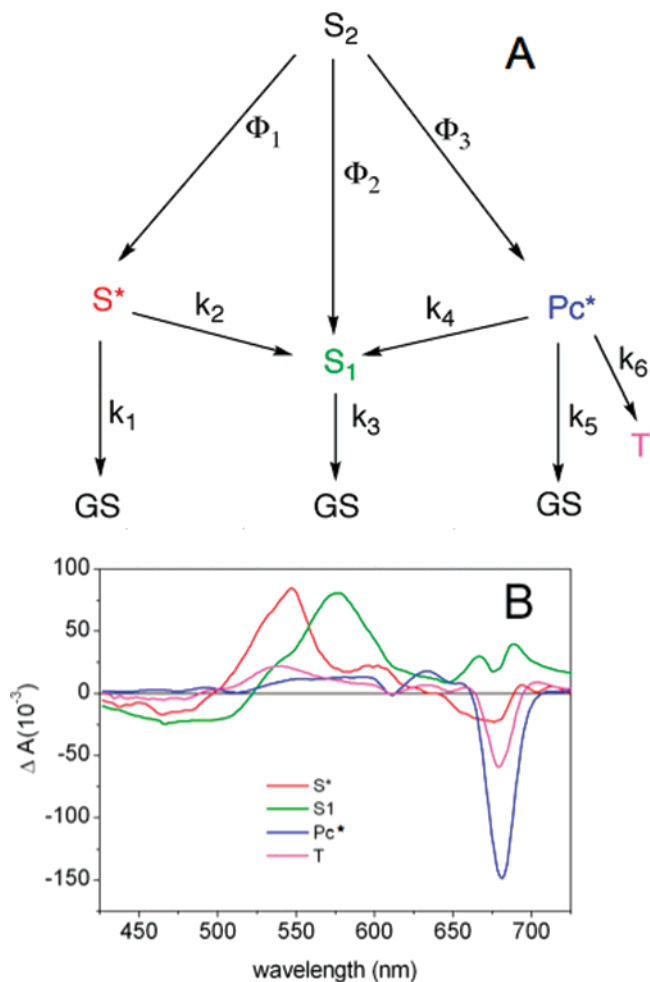 S₂
A
Φ₁
Φ₂
Φ₃
S* k₂ k₄ Pc*
S₁
k₁ k₃ k₅ k₆
T
GS GS GS
B
100
50
0
-50
-100
-150
Δ A(10⁻³)
S*
S1
Pc*
T
450 500 550 600 650 700
wavelength (nm)